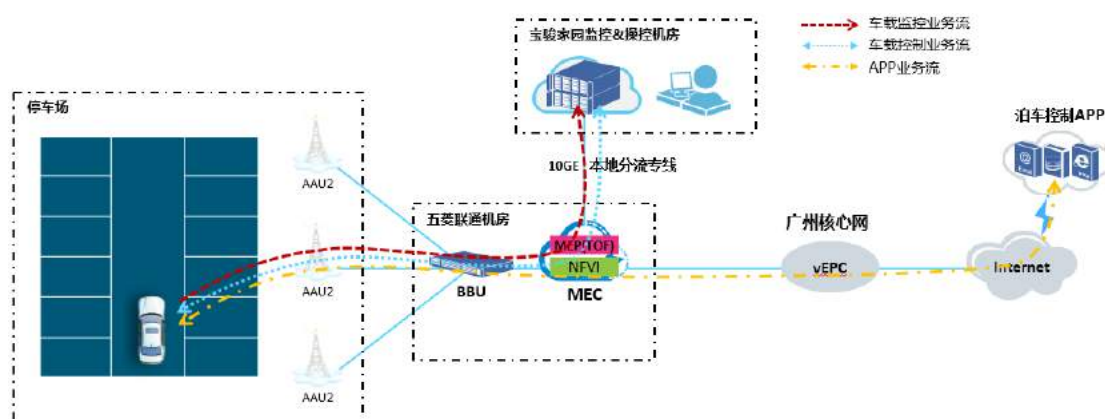 宝骏家园监控&操控机房
车载监控业务流
车载控制业务流
APP业务流
停车场
泊车控制APP
10GE 本地分流专线
AAU2
五菱联通机房
广州核心网
MEP(TOF)
NFVI
AAU2
BBU
MEC
vEPC
Internet
AAU2